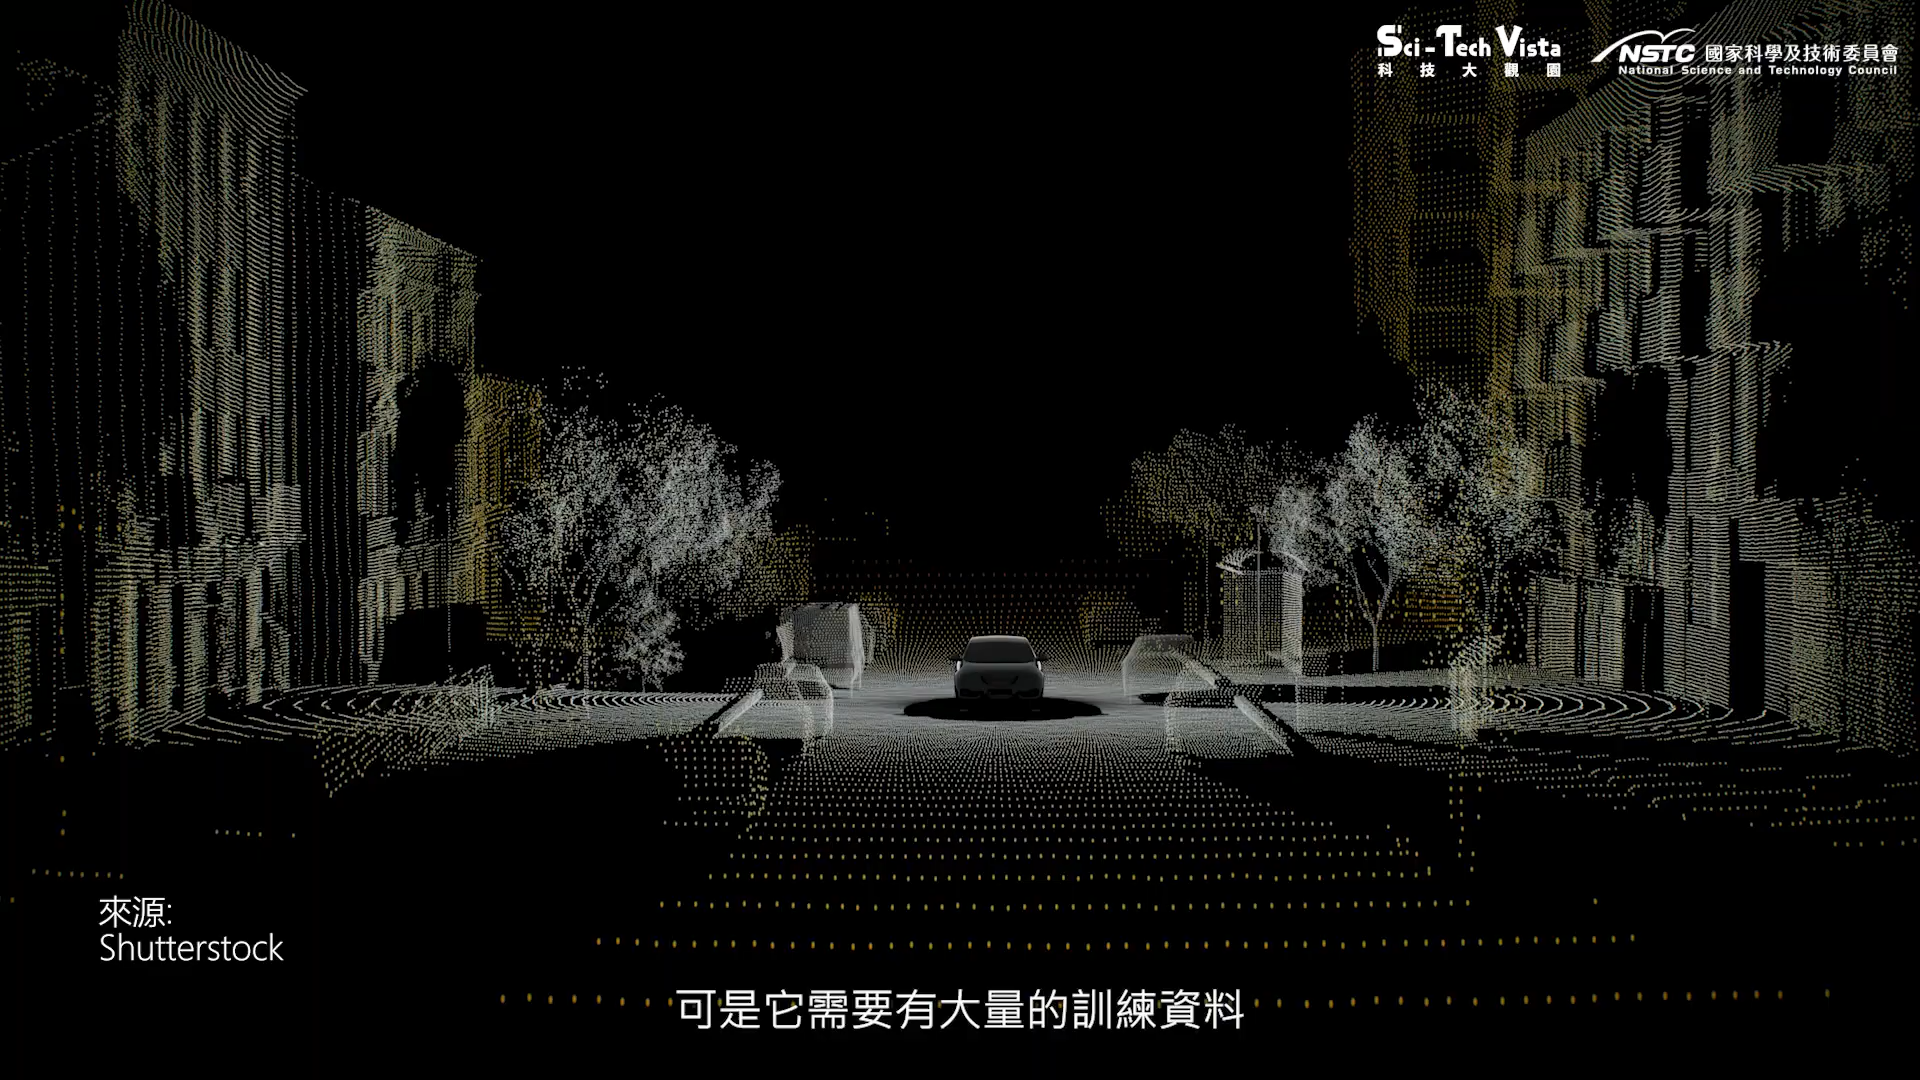 Sci-Tech Vista
科技大觀園
NSTC 國家科學及技術委員會
National Science and Technology Council
來源:
Shutterstock
可是它需要有大量的訓練資料